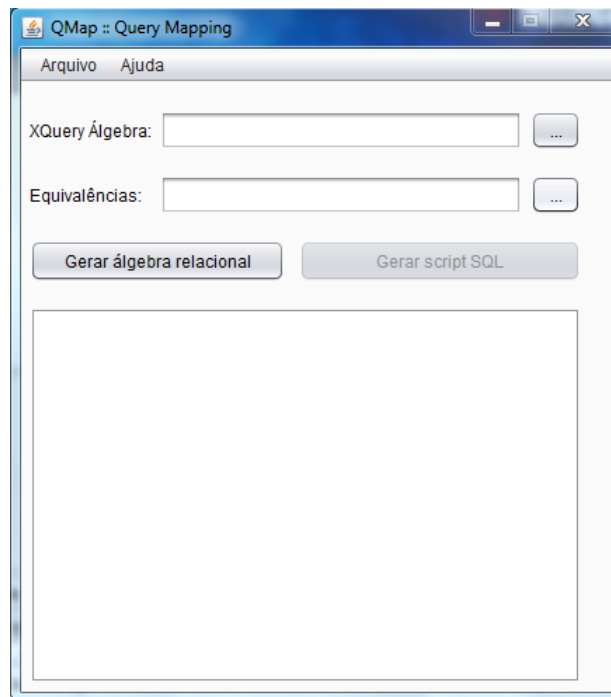 QMap :: Query Mapping
Arquivo Ajuda
XQuery Álgebra: ...
Equivalências: ...
Gerar álgebra relacional Gerar script SQL